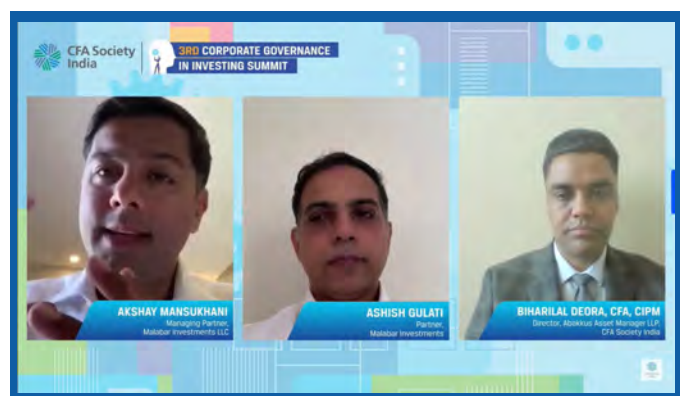 CFA Society
India
3RD CORPORATE GOVERNANCE
IN INVESTING SUMMIT
AKSHAY MANSUKHANI
Managing Partner,
Malabar Investments LLC
ASHISH GULATI
Partner,
Malabar Investments
BIHARILAL DEORA, CFA, CIPM
Director, Abakkus Asset Manager LLP,
CFA Society India